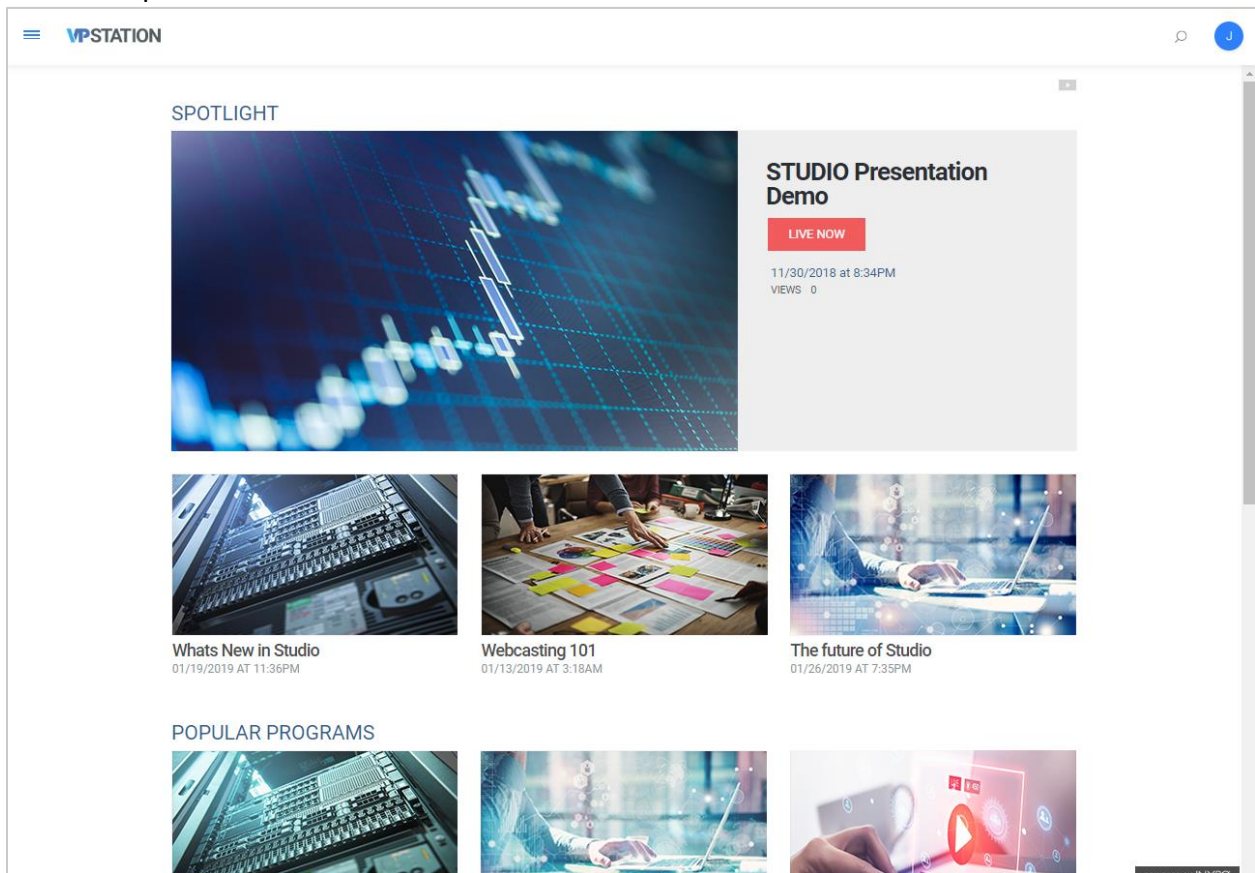 VPSTATION
J
SPOTLIGHT
STUDIO Presentation
Demo
LIVE NOW
11/30/2018 at 8:34PM
VIEWS 0
Whats New in Studio
01/19/2019 AT 11:36PM
Webcasting 101
01/13/2019 AT 3:18AM
The future of Studio
01/26/2019 AT 7:35PM
POPULAR PROGRAMS